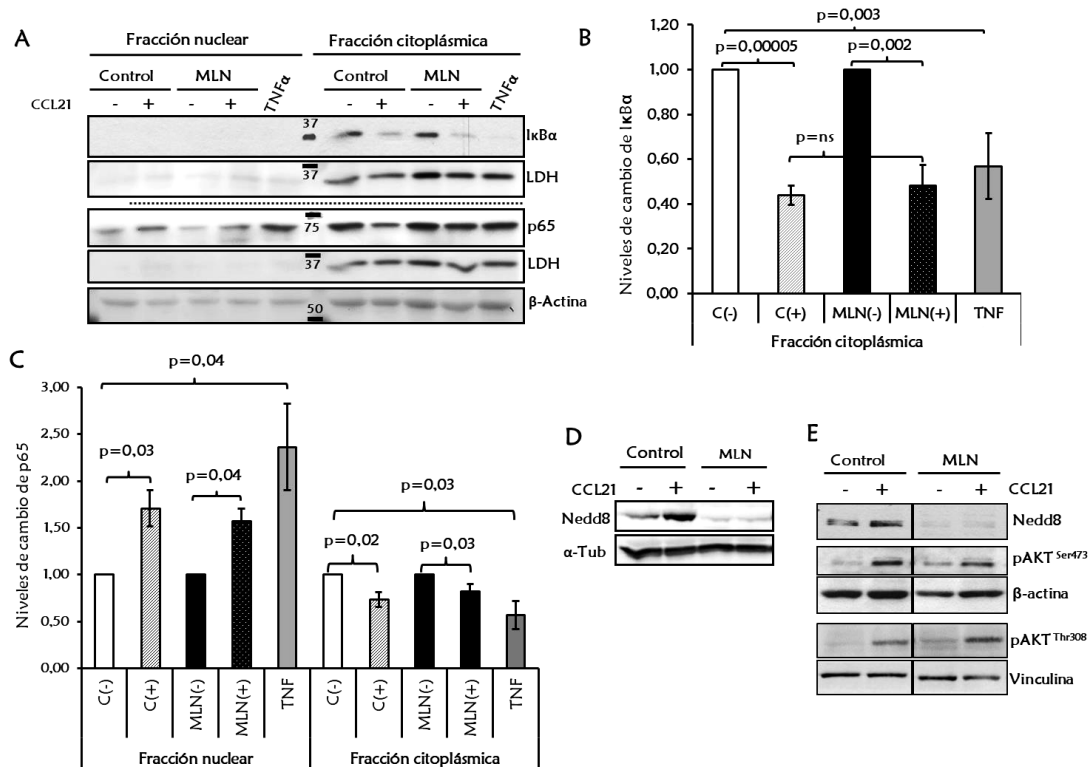 A
Fracción nuclear
Fracción citoplásmica
Control
MLN
TNFα
Control
MLN
TNFα
CCL21
- + - + - + - +
37
IκBα
37
LDH
75
p65
37
LDH
50
β-Actina
B
p=0,003
p=0,00005
p=0,002
p=ns
Niveles de cambio de IκBα
1,00
0,80
0,60
0,40
0,20
0,00
C(-)
C(+)
MLN(-)
MLN(+)
TNF
Fracción citoplásmica
C
p=0,04
p=0,03
p=0,04
p=0,03
p=0,02
p=0,03
Niveles de cambio de p65
3,00
2,50
2,00
1,50
1,00
0,50
0,00
C(-)
C(+)
MLN(-)
MLN(+)
TNF
C(-)
C(+)
MLN(-)
MLN(+)
TNF
Fracción nuclear
Fracción citoplásmica
D
Control
MLN
CCL21
- + - +
Nedd8
α-Tub
E
Control
MLN
- + - +
CCL21
Nedd8
pAKT Ser473
β-actina
pAKT Thr308
Vinculina